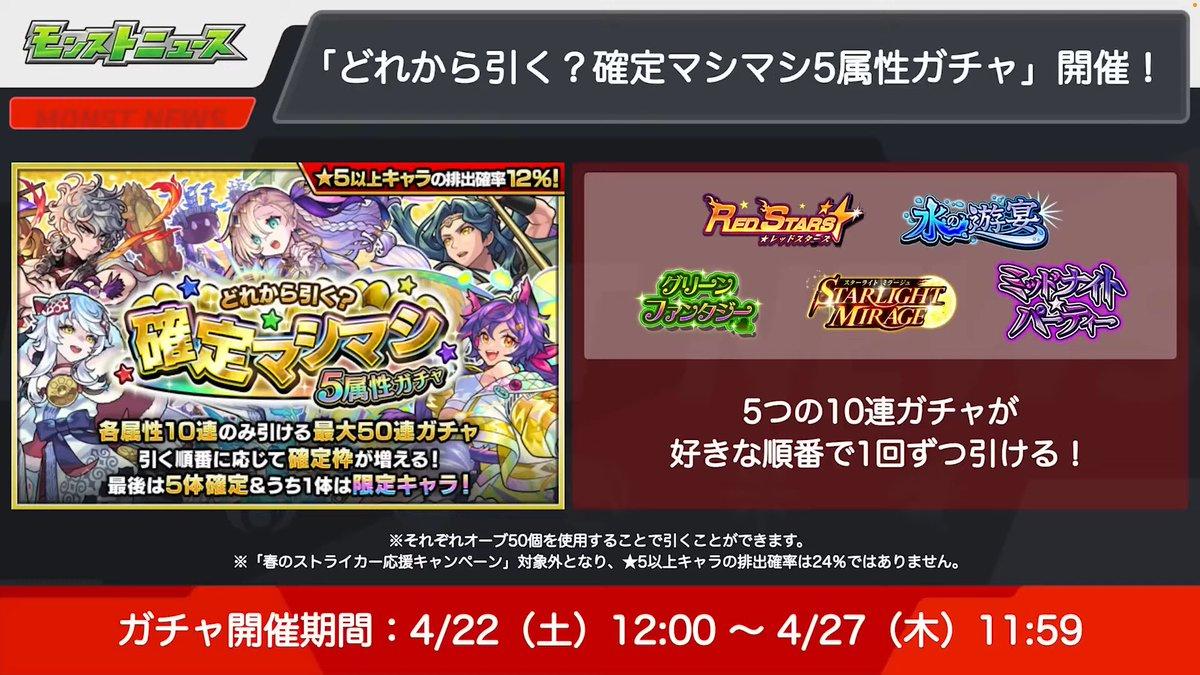 モンストニュース
MONST NEWS
「どれから引く？確定マシマシ5属性ガチャ」開催！
★5以上キャラの排出確率12%!
どれから引く?
確定マシマシ
5属性ガチャ
各属性10連のみ引ける最大50連ガチャ
引く順番に応じて確定枠が増える!
最後は5体確定&うち1体は限定キャラ!
RED STARS
★レッドスターズ
水の遊宴
グリーン
ファンタジー
スターライト ミラージュ
STARLIGHT
MIRAGE
ミッドナイト
★
パーティー
5つの10連ガチャが
好きな順番で1回ずつ引ける！
※それぞれオーブ50個を使用することで引くことができます。
※「春のストライカー応援キャンペーン」対象外となり、★5以上キャラの排出確率は24％ではありません。
ガチャ開催期間：4/22（土）12:00 〜 4/27（木）11:59